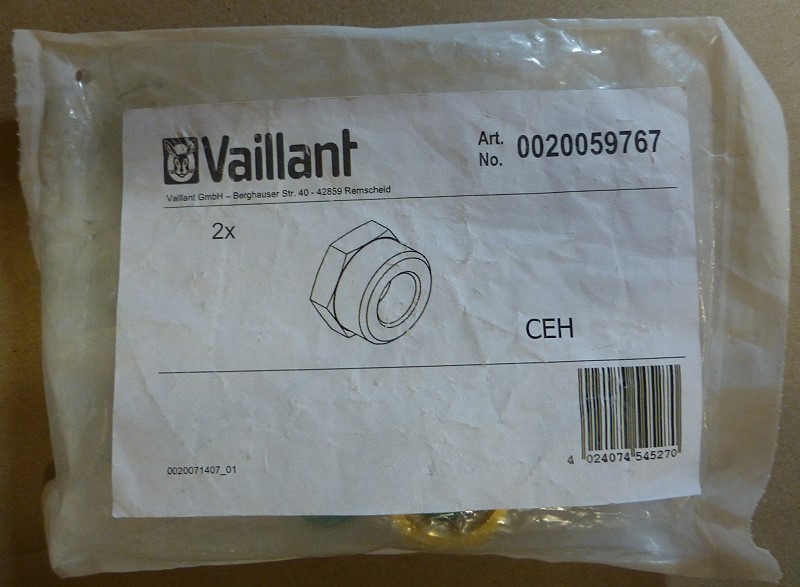 Vaillant
Art. No. 0020059767
Vaillant GmbH – Berghauser Str. 40 - 42859 Remscheid
2x
CEH
0020071407_01
4 024074 545270